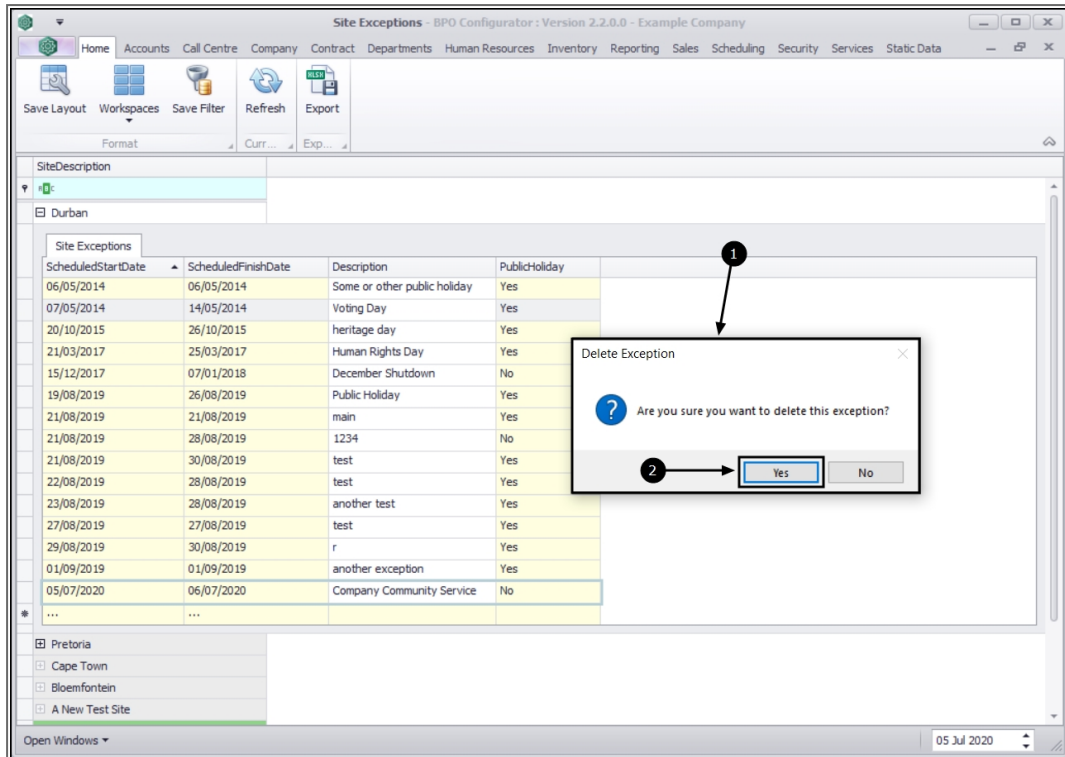 Site Exceptions - BPO Configurator : Version 2.2.0.0 - Example Company
Home Accounts Call Centre Company Contract Departments Human Resources Inventory Reporting Sales Scheduling Security Services Static Data
Save Layout Workspaces Save Filter Refresh Export
Format Curr... Exp...
SiteDescription
Durban
Site Exceptions
ScheduledStartDate ScheduledFinishDate Description PublicHoliday
06/05/2014 06/05/2014 Some or other public holiday Yes
07/05/2014 14/05/2014 Voting Day Yes
20/10/2015 26/10/2015 heritage day Yes
21/03/2017 25/03/2017 Human Rights Day Yes
15/12/2017 07/01/2018 December Shutdown No
19/08/2019 26/08/2019 Public Holiday Yes
21/08/2019 21/08/2019 main Yes
21/08/2019 28/08/2019 1234 No
21/08/2019 30/08/2019 test Yes
22/08/2019 28/08/2019 test Yes
23/08/2019 28/08/2019 another test Yes
27/08/2019 27/08/2019 test Yes
29/08/2019 30/08/2019 r Yes
01/09/2019 01/09/2019 another exception Yes
05/07/2020 06/07/2020 Company Community Service No
... ...
1
Delete Exception
Are you sure you want to delete this exception?
2
Yes No
Pretoria
Cape Town
Bloemfontein
A New Test Site
Open Windows 05 Jul 2020